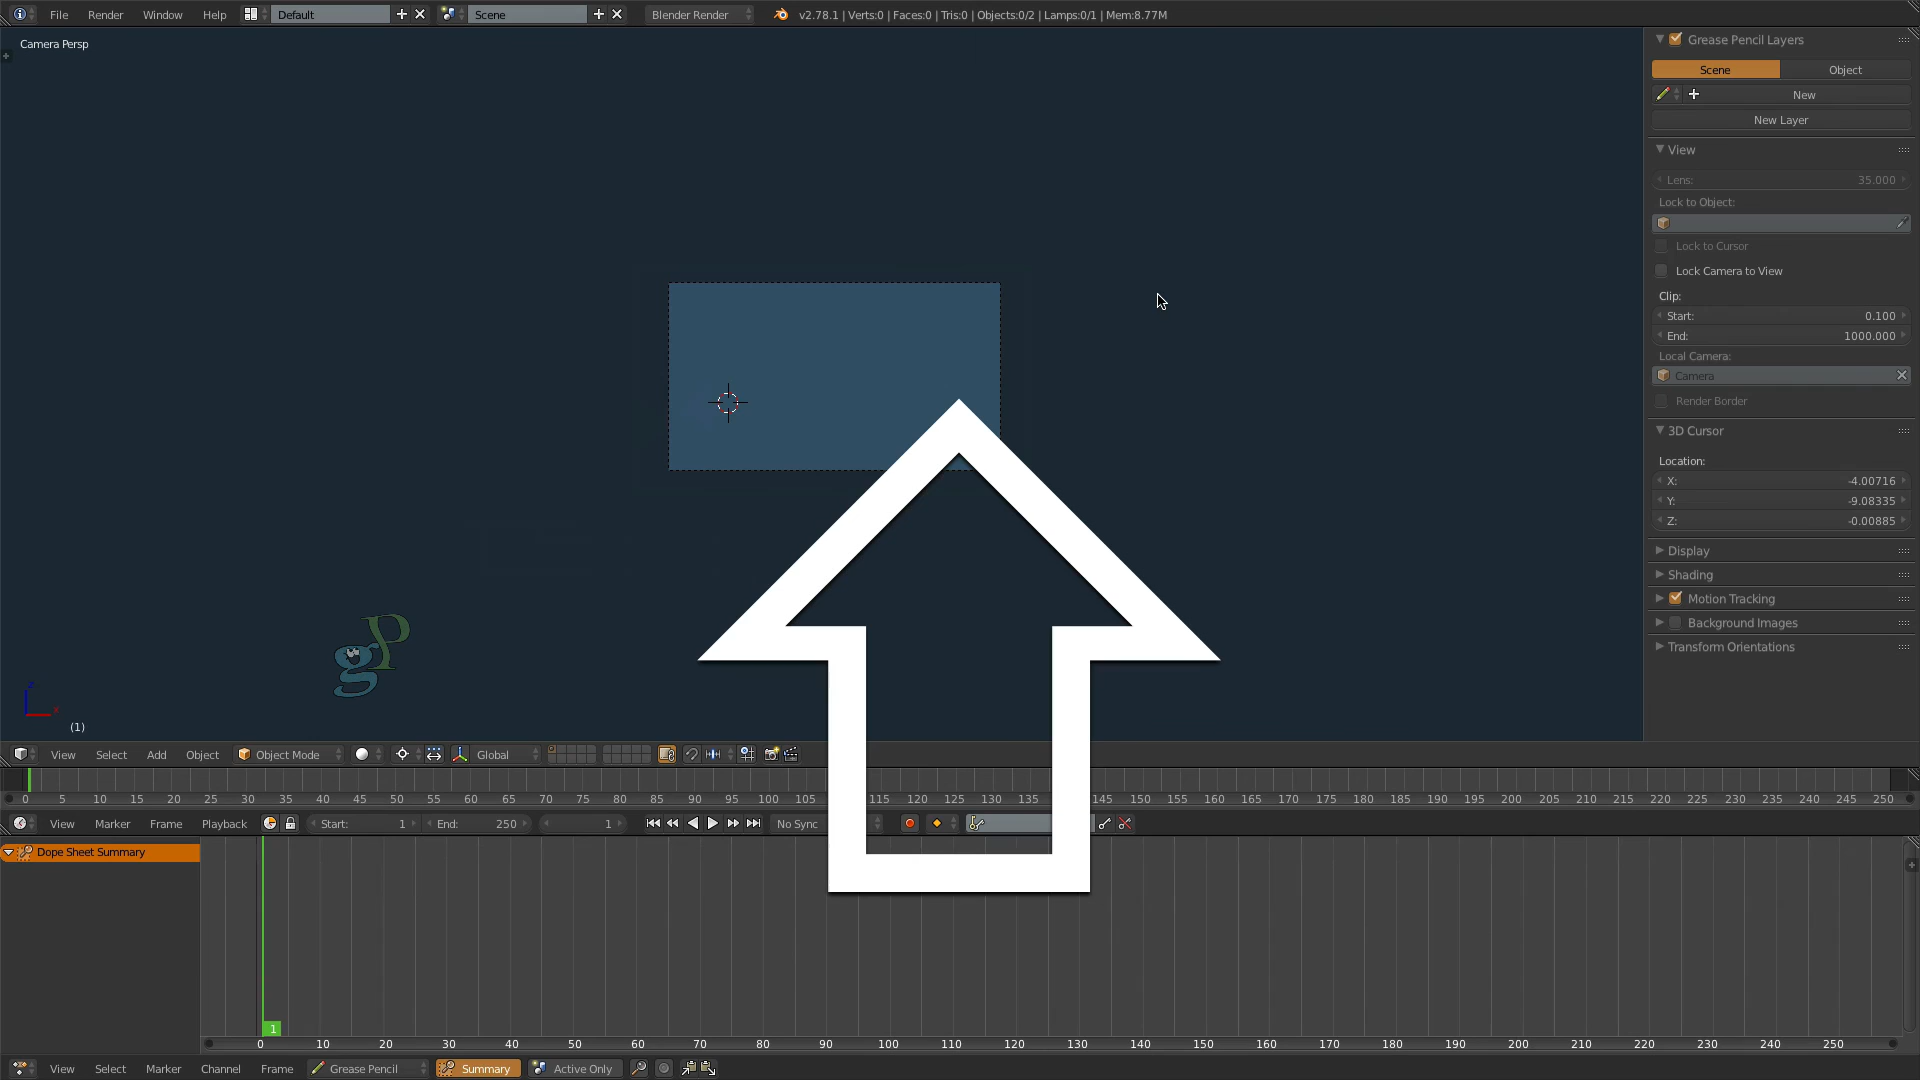 File Render Window Help Default Scene Blender Render v2.78.1 | Verts:0 | Faces:0 | Tris:0 | Objects:0/2 | Lamps:0/1 | Mem:8.77M
Camera Persp
Grease Pencil Layers
Scene Object
New
New Layer
View
Lens: 35.000
Lock to Object:
Lock to Cursor
Lock Camera to View
Clip:
Start: 0.100
End: 1000.000
Local Camera:
Camera
Render Border
3D Cursor
Location:
X: -4.00716
Y: -9.08335
Z: -0.00885
Display
Shading
Motion Tracking
Background Images
Transform Orientations
gP
z
x
(1)
View Select Add Object Object Mode Global
0 5 10 15 20 25 30 35 40 45 50 55 60 65 70 75 80 85 90 95 100 105 115 120 125 130 135 145 150 155 160 165 170 175 180 185 190 195 200 205 210 215 220 225 230 235 240 245 250
View Marker Frame Playback Start: 1 End: 250 1 No Sync
Dope Sheet Summary
1
0 10 20 30 40 50 60 70 80 90 100 110 120 130 140 150 160 170 180 190 200 210 220 230 240 250
View Select Marker Channel Frame Grease Pencil Summary Active Only